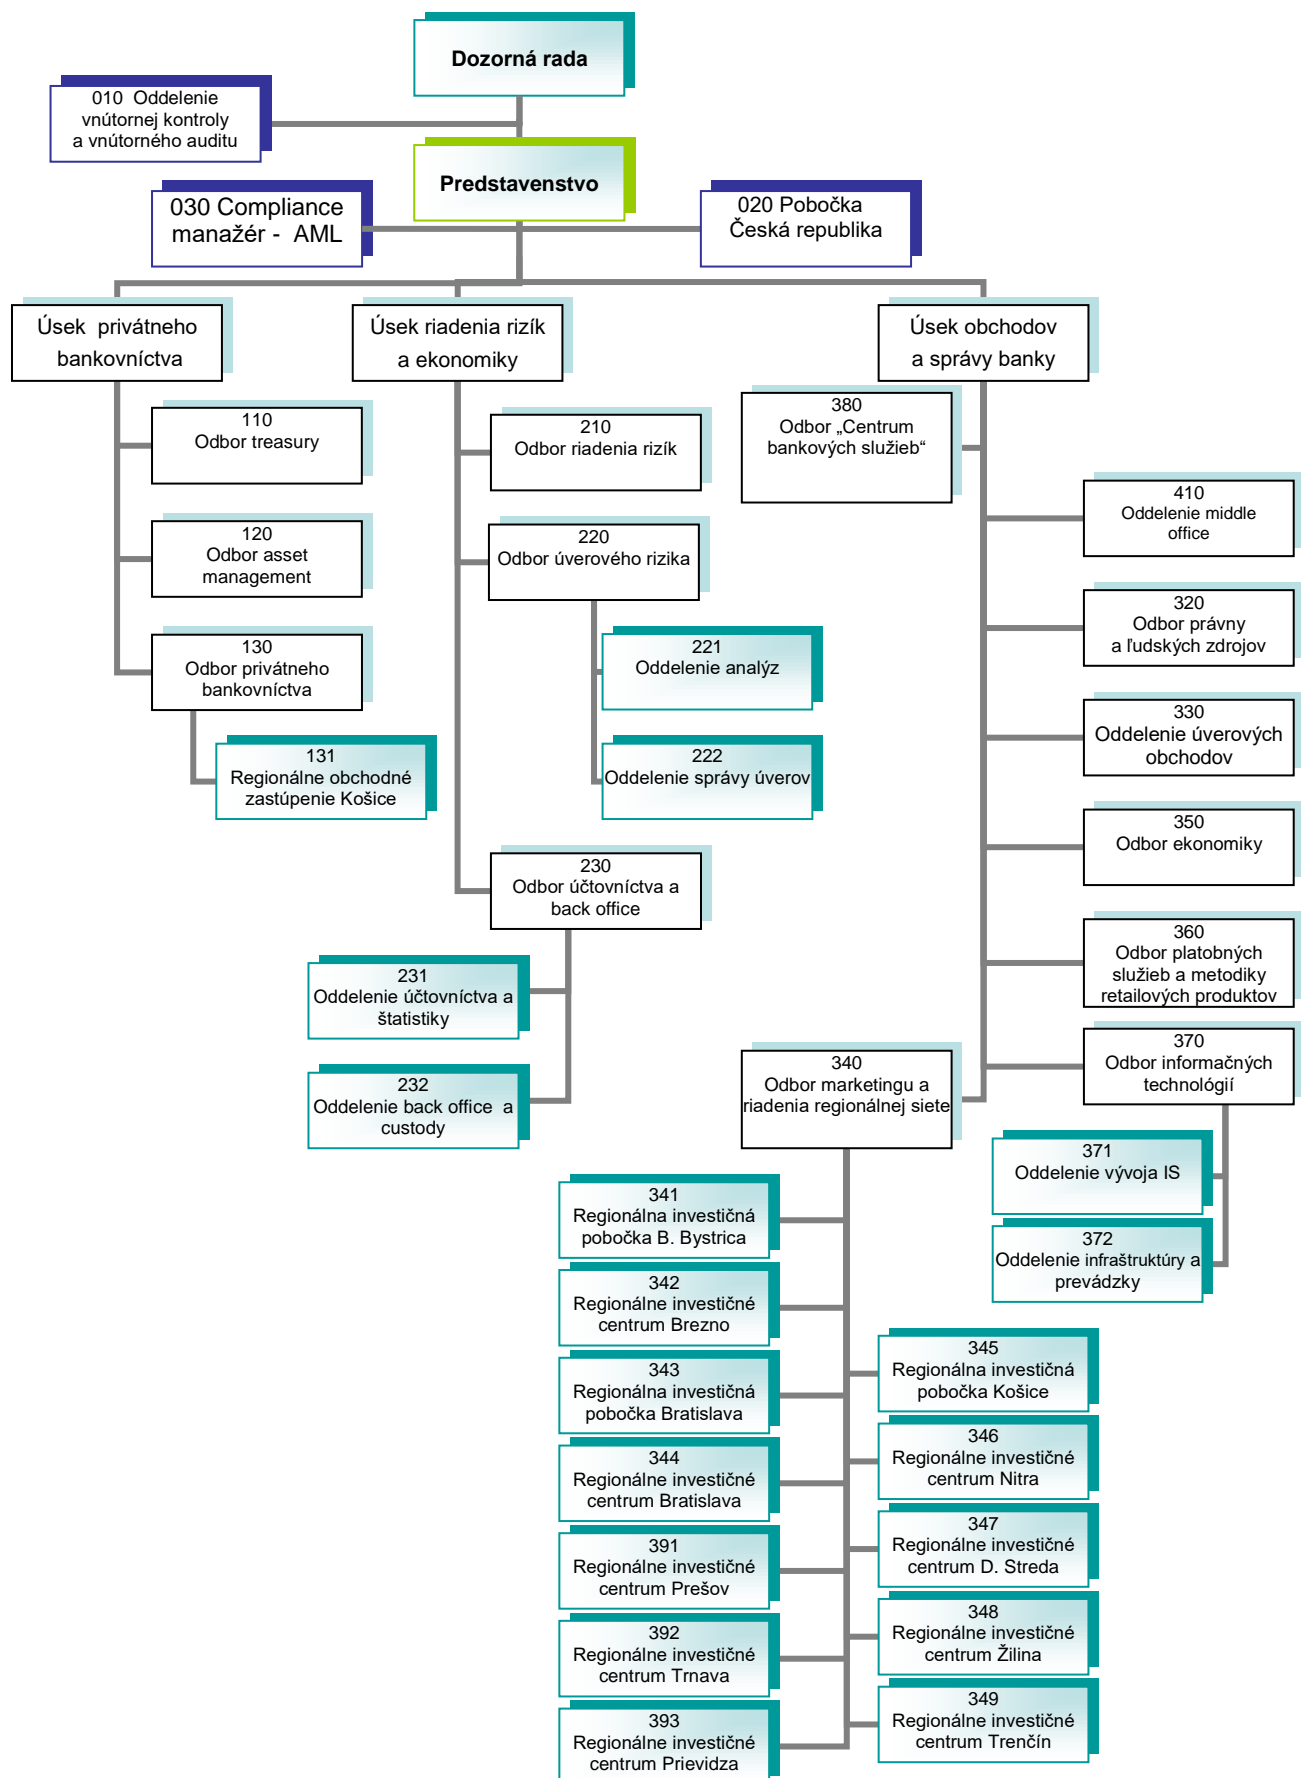 Dozorná rada
010 Oddelenie
vnútornej kontroly
a vnútorného auditu
Predstavenstvo
030 Compliance
manažér - AML
020 Pobočka
Česká republika
Úsek privátneho
bankovníctva
Úsek riadenia rizík
a ekonomiky
Úsek obchodov
a správy banky
110
Odbor treasury
120
Odbor asset
management
130
Odbor privátneho
bankovníctva
131
Regionálne obchodné
zastúpenie Košice
210
Odbor riadenia rizík
220
Odbor úverového rizika
221
Oddelenie analýz
222
Oddelenie správy úverov
230
Odbor účtovníctva a
back office
231
Oddelenie účtovníctva a
štatistiky
232
Oddelenie back office a
custody
380
Odbor „Centrum
bankových služieb“
410
Oddelenie middle
office
320
Odbor právny
a ľudských zdrojov
330
Oddelenie úverových
obchodov
350
Odbor ekonomiky
360
Odbor platobných
služieb a metodiky
retailových produktov
370
Odbor informačných
technológií
371
Oddelenie vývoja IS
372
Oddelenie infraštruktúry a
prevádzky
340
Odbor marketingu a
riadenia regionálnej siete
341
Regionálna investičná
pobočka B. Bystrica
342
Regionálne investičné
centrum Brezno
343
Regionálna investičná
pobočka Bratislava
344
Regionálne investičné
centrum Bratislava
391
Regionálne investičné
centrum Prešov
392
Regionálne investičné
centrum Trnava
393
Regionálne investičné
centrum Prievidza
345
Regionálna investičná
pobočka Košice
346
Regionálne investičné
centrum Nitra
347
Regionálne investičné
centrum D. Streda
348
Regionálne investičné
centrum Žilina
349
Regionálne investičné
centrum Trenčín